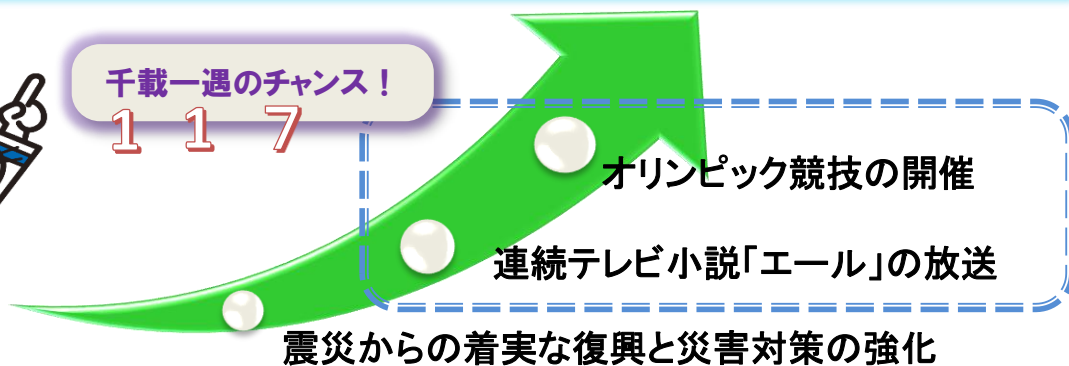 千載一遇のチャンス！
1 1 7
オリンピック競技の開催
連続テレビ小説「エール」の放送
震災からの着実な復興と災害対策の強化